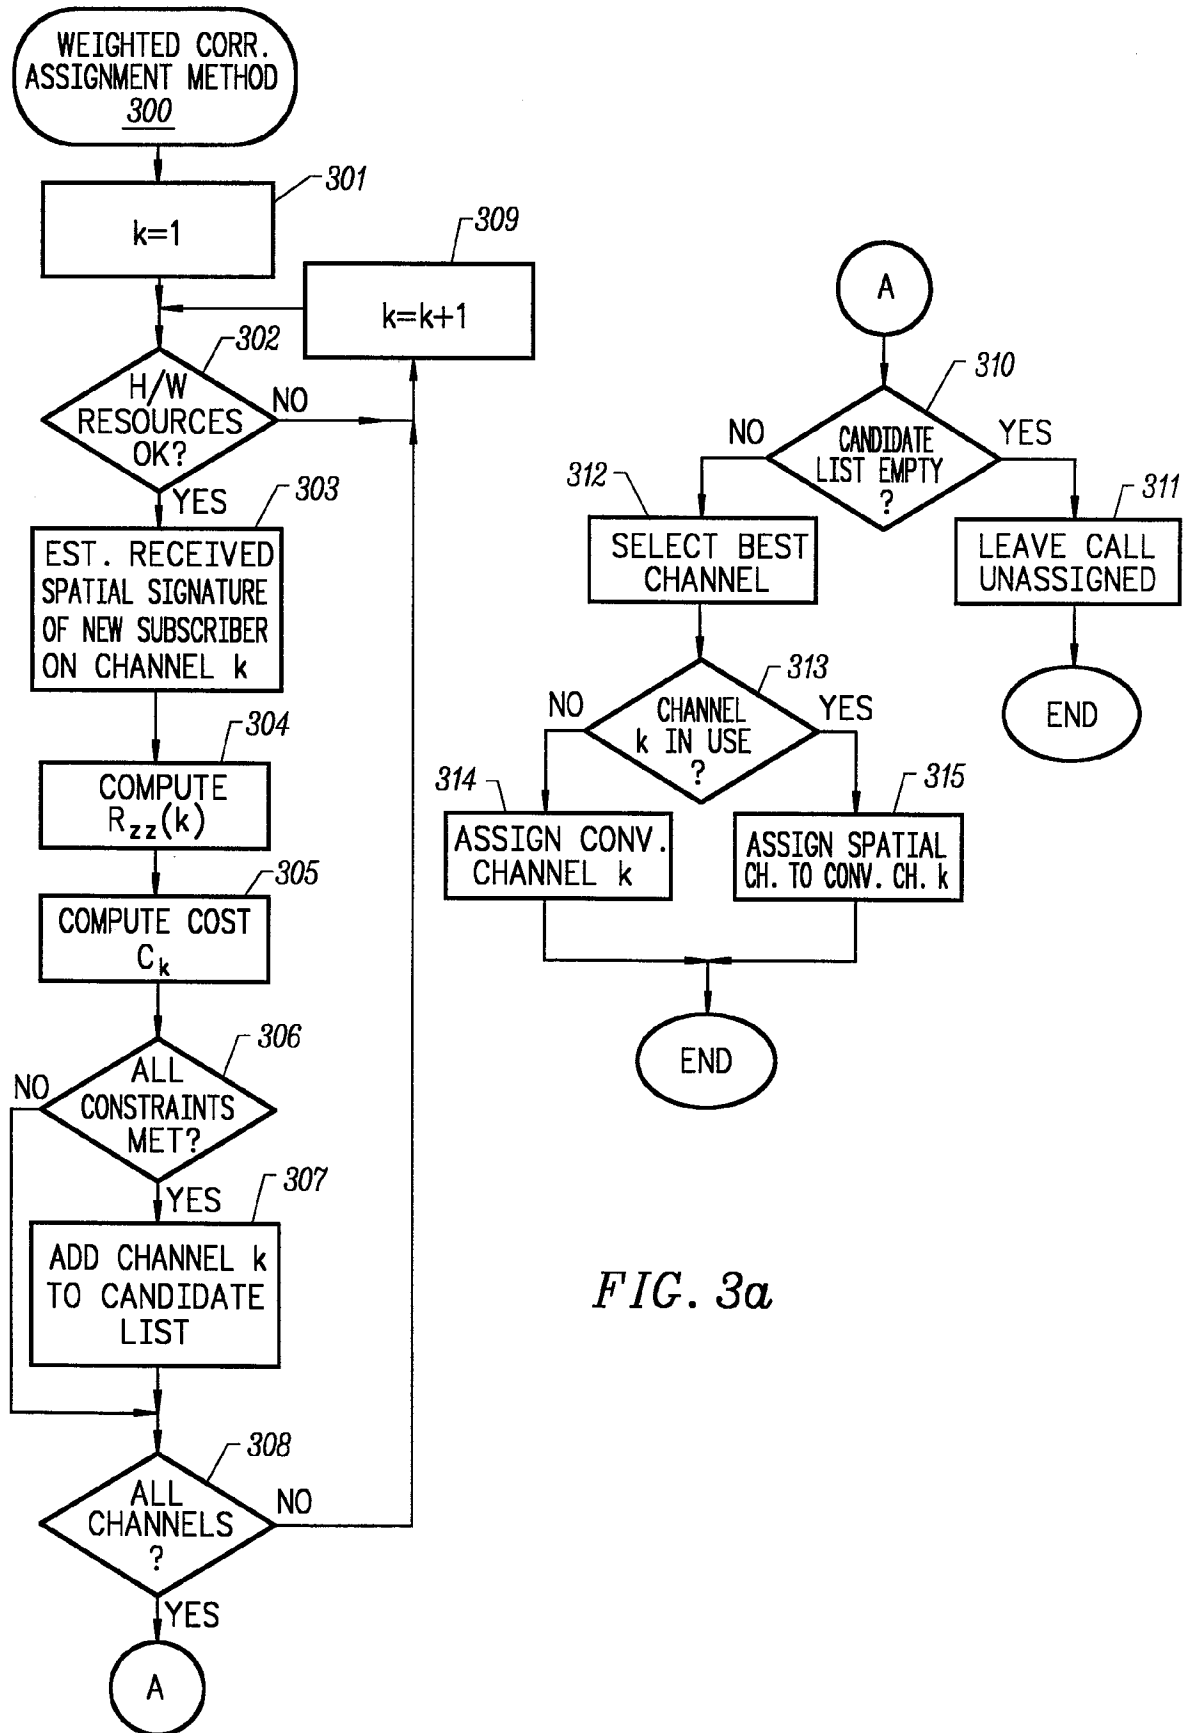 WEIGHTED CORR.
ASSIGNMENT METHOD
300
301
k=1
309
k=k+1
302
H/W
RESOURCES
OK?
NO
YES
303
EST. RECEIVED
SPATIAL SIGNATURE
OF NEW SUBSCRIBER
ON CHANNEL k
304
COMPUTE
Rzz(k)
305
COMPUTE COST
Ck
306
ALL
CONSTRAINTS
MET?
NO
YES
307
ADD CHANNEL k
TO CANDIDATE
LIST
308
ALL
CHANNELS
?
NO
YES
A
A
310
CANDIDATE
LIST EMPTY
?
NO
YES
312
SELECT BEST
CHANNEL
311
LEAVE CALL
UNASSIGNED
END
313
CHANNEL
k IN USE
?
NO
YES
314
ASSIGN CONV.
CHANNEL k
315
ASSIGN SPATIAL
CH. TO CONV. CH. k
END
FIG. 3a